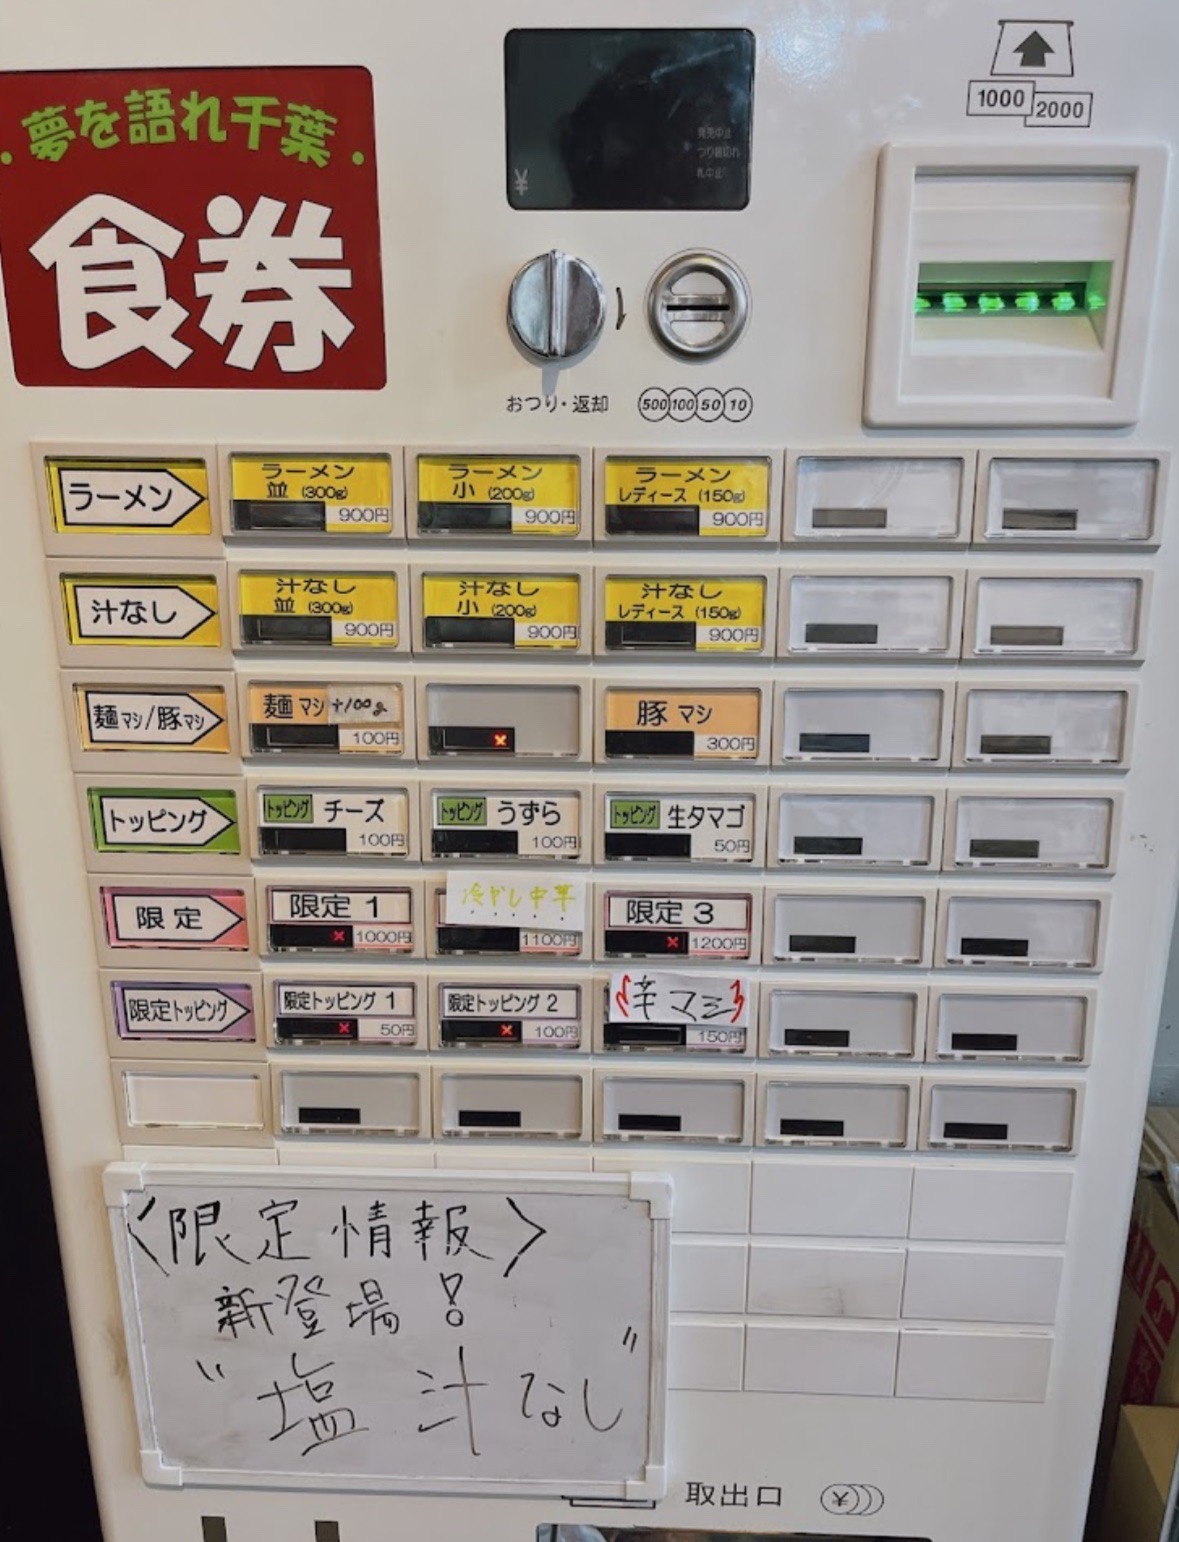 ・夢を語れ千葉・
食券
¥
発売中止
つり銭切れ
札中止
1000
2000
おつり・返却
500 100 50 10
ラーメン
ラーメン
並 (300g)
900円
ラーメン
小 (200g)
900円
ラーメン
レディース (150g)
900円
汁なし
汁なし
並 (300g)
900円
汁なし
小 (200g)
900円
汁なし
レディース (150g)
900円
麺マシ/豚マシ
麺 マシ +100g
100円
豚 マシ
300円
トッピング
トッピング チーズ
100円
トッピング うずら
100円
トッピング 生タマゴ
50円
限定
限定 1
1000円
冷やし中華
1100円
限定 3
1200円
限定トッピング
限定トッピング 1
50円
限定トッピング 2
100円
辛マシ
150円
〈限定情報〉
新登場!
"塩 汁なし"
取出口
¥